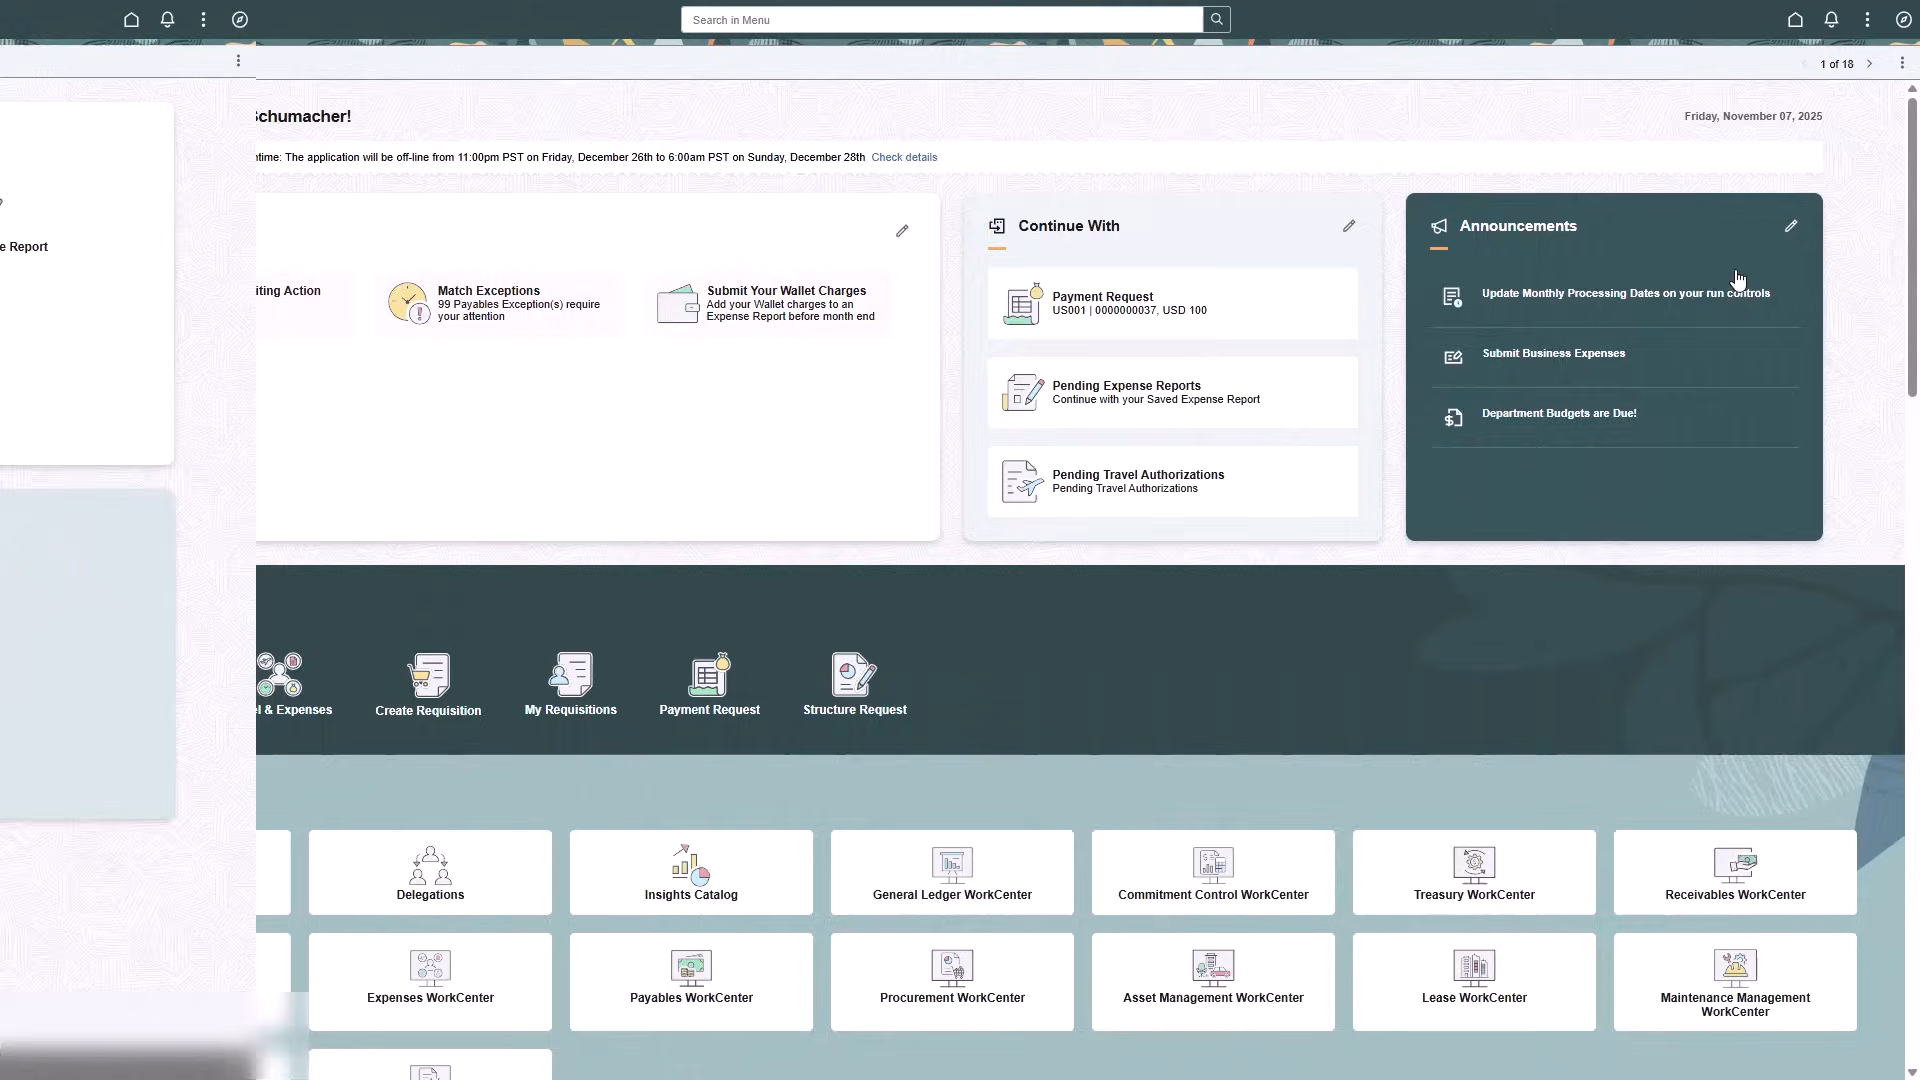 Search in Menu
1 of 18
Schumacher!
Friday, November 07, 2025
The application will be off-line from 11:00pm PST on Friday, December 26th to 6:00am PST on Sunday, December 28th Check details
Continue With
Announcements
Report
Action
Match Exceptions
99 Payables Exception(s) require
your attention
Submit Your Wallet Charges
Add your Wallet charges to an
Expense Report before month end
Payment Request
US001 | 0000000037, USD 100
Pending Expense Reports
Continue with your Saved Expense Report
Pending Travel Authorizations
Pending Travel Authorizations
Update Monthly Processing Dates on your run controls
Submit Business Expenses
Department Budgets are Due!
& Expenses
Create Requisition
My Requisitions
Payment Request
Structure Request
Delegations
Insights Catalog
General Ledger WorkCenter
Commitment Control WorkCenter
Treasury WorkCenter
Receivables WorkCenter
Expenses WorkCenter
Payables WorkCenter
Procurement WorkCenter
Asset Management WorkCenter
Lease WorkCenter
Maintenance Management
WorkCenter